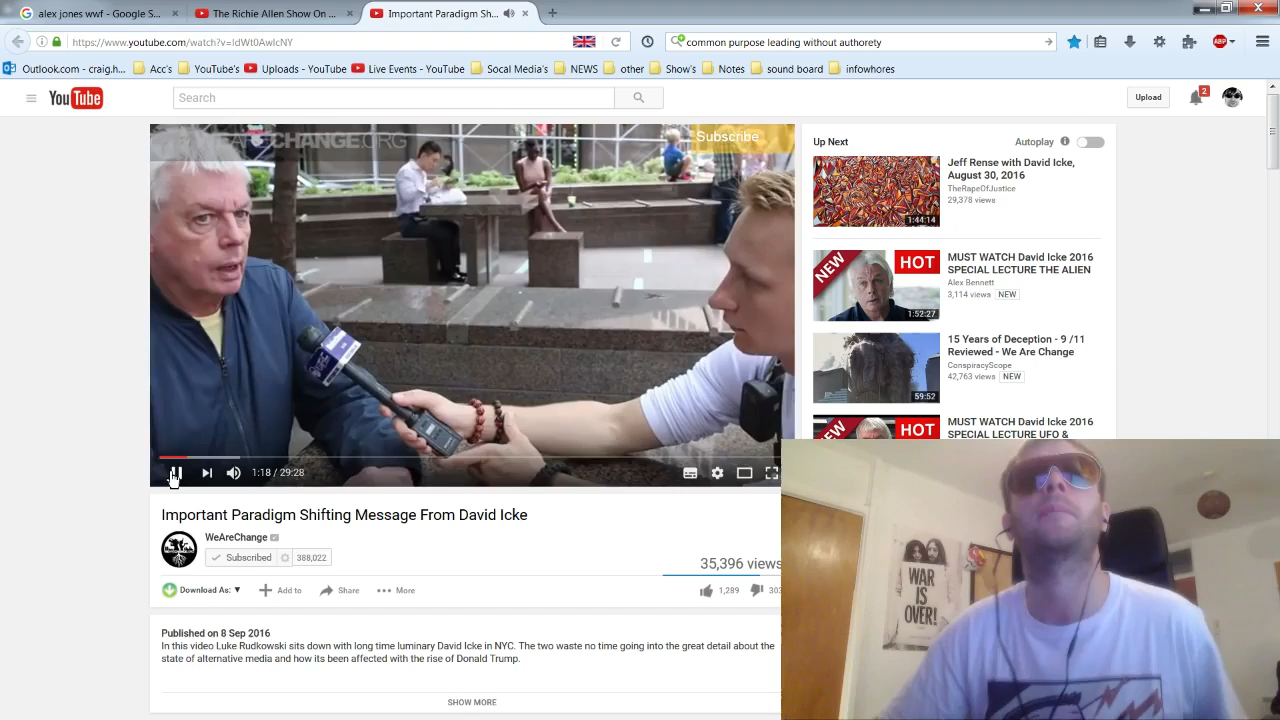 alex jones wwf - Google S...
The Richie Allen Show On ...
Important Paradigm Sh...
https://www.youtube.com/watch?v=IdWt0AwlcNY
common purpose leading without authorety
ABP
Outlook.com - craig.h...
Acc's
YouTube's
Uploads - YouTube
Live Events - YouTube
Socal Media's
NEWS
other
Show's
Notes
sound board
infowhores
YouTube
Search
Upload
2
CHANGE.ORG
Subscribe
1:18 / 29:28
Up Next
Autoplay
Jeff Rense with David Icke,
August 30, 2016
TheRapeOfJustice
29,378 views
1:44:14
NEW
HOT
MUST WATCH David Icke 2016
SPECIAL LECTURE THE ALIEN
Alex Bennett
3,114 views NEW
1:52:27
15 Years of Deception - 9 /11
Reviewed - We Are Change
ConspiracyScope
42,763 views NEW
59:52
NEW
HOT
MUST WATCH David Icke 2016
SPECIAL LECTURE UFO &
Important Paradigm Shifting Message From David Icke
WeAreChange
Subscribed
388,022
35,396 views
Download As:
Add to
Share
More
1,289
303
Published on 8 Sep 2016
In this video Luke Rudkowski sits down with long time luminary David Icke in NYC. The two waste no time going into the great detail about the
state of alternative media and how its been affected with the rise of Donald Trump.
SHOW MORE
WAR
IS
OVER!